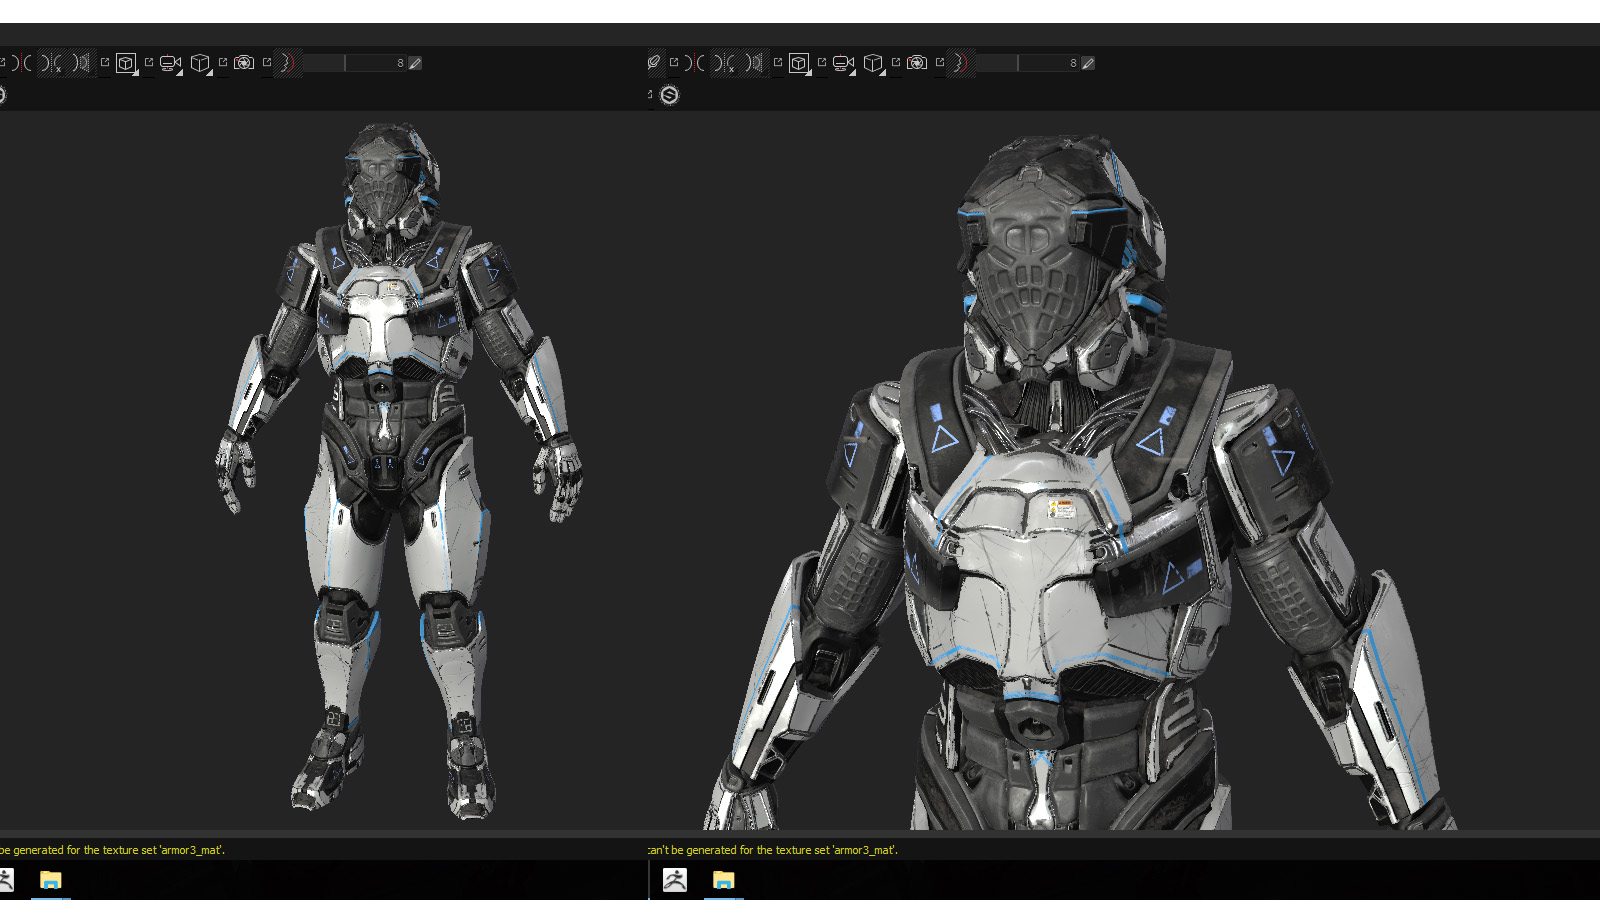 8
8
be generated for the texture set 'armor3_mat'.
can't be generated for the texture set 'armor3_mat'.